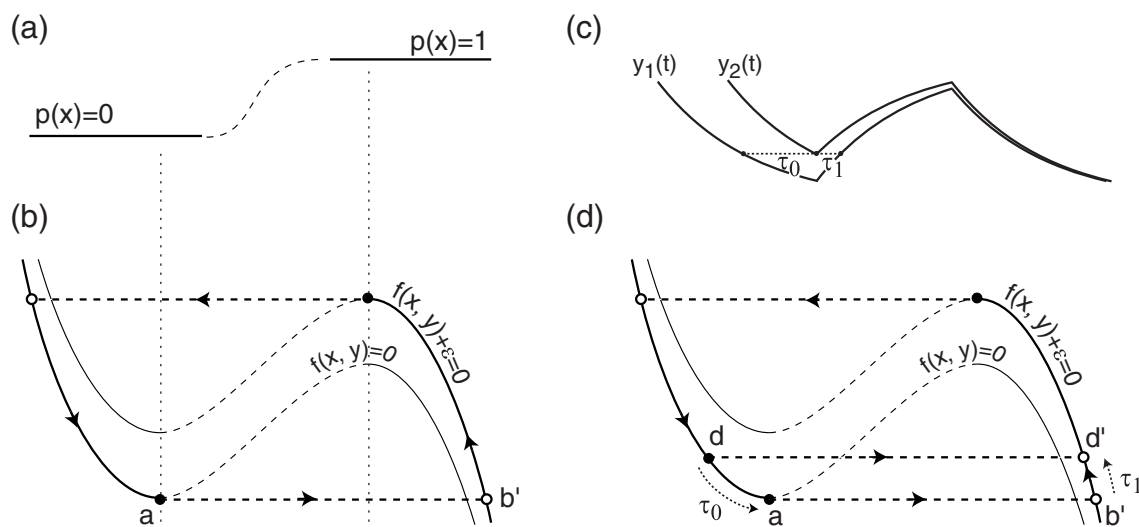 (a)
p(x)=0
p(x)=1
(b)
f(x, y)+ε=0
f(x, y)=0
a
b'
(c)
y₁(t)
y₂(t)
τ₀
τ₁
(d)
f(x, y)+ε=0
f(x, y)=0
d
d'
τ₀
a
τ₁
b'